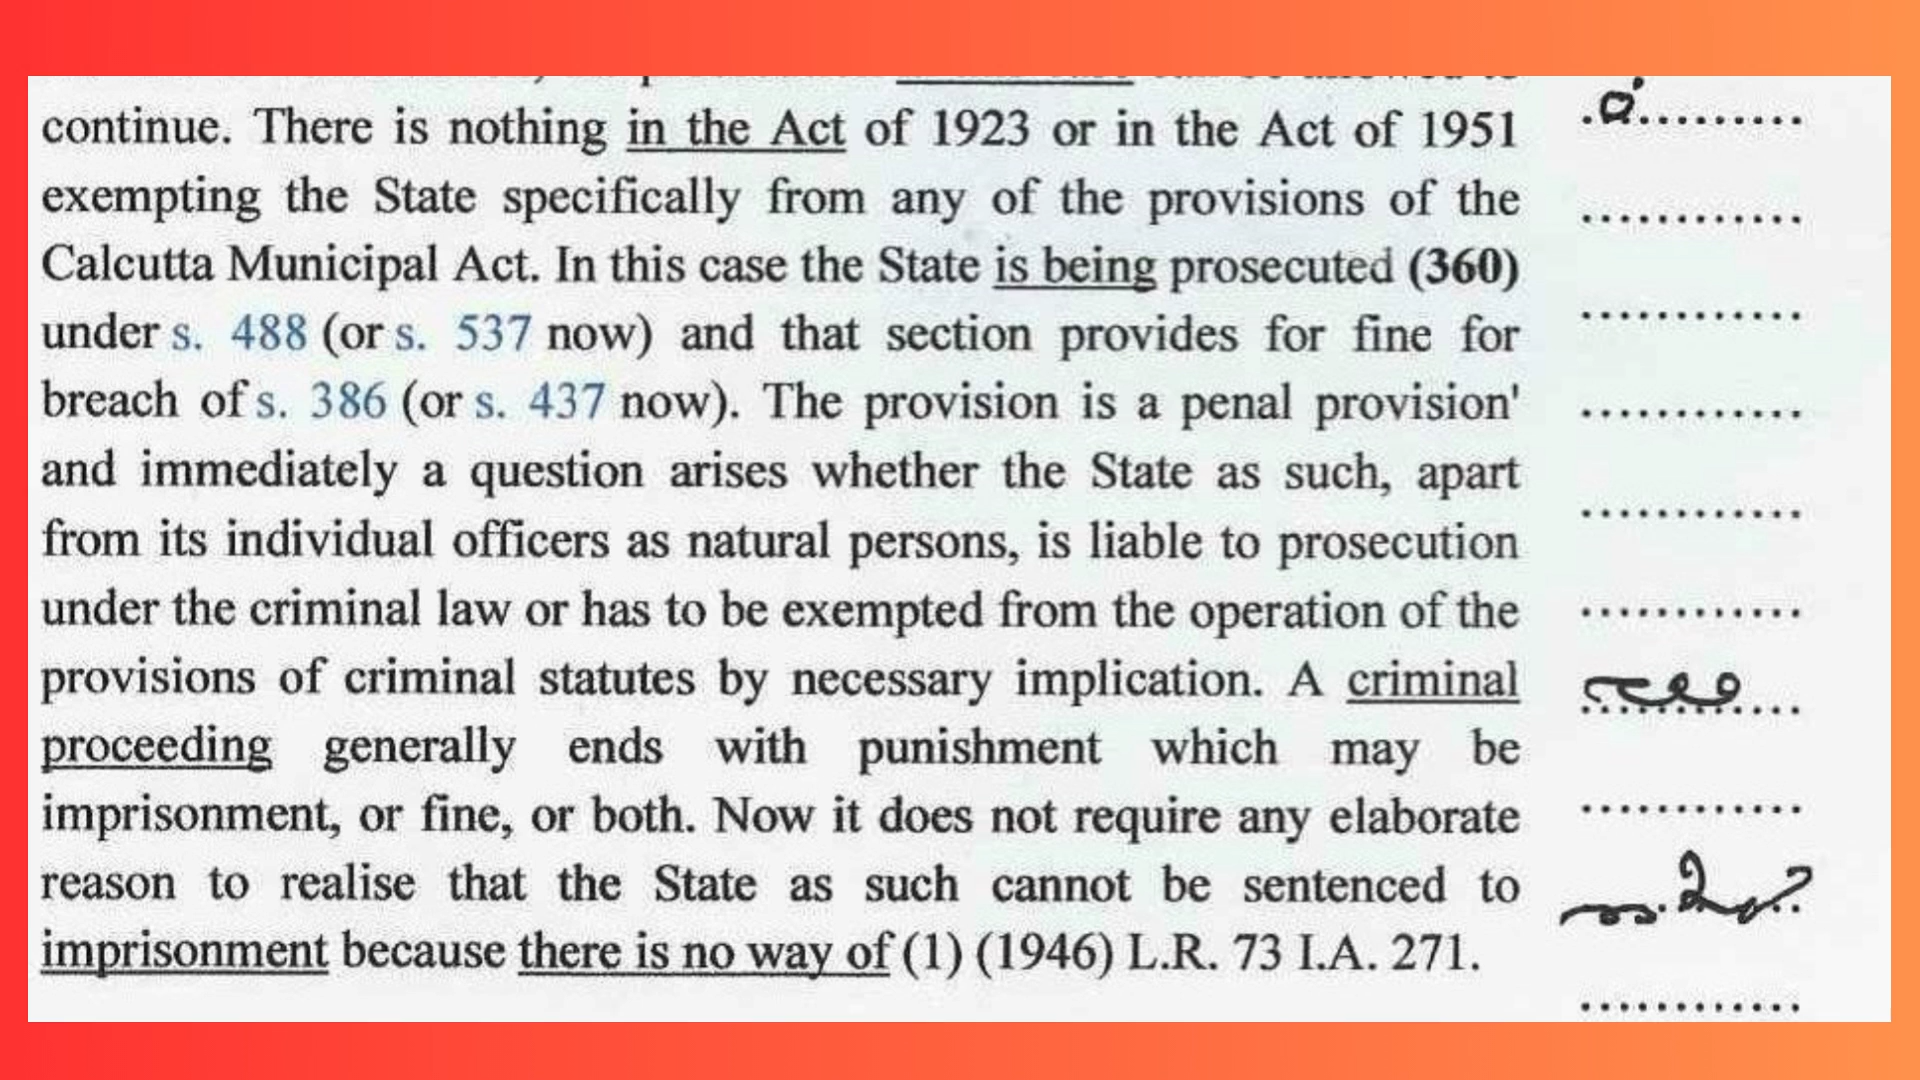 continue. There is nothing in the Act of 1923 or in the Act of 1951
exempting the State specifically from any of the provisions of the
Calcutta Municipal Act. In this case the State is being prosecuted (360)
under s. 488 (or s. 537 now) and that section provides for fine for
breach of s. 386 (or s. 437 now). The provision is a penal provision'
and immediately a question arises whether the State as such, apart
from its individual officers as natural persons, is liable to prosecution
under the criminal law or has to be exempted from the operation of the
provisions of criminal statutes by necessary implication. A criminal
proceeding generally ends with punishment which may be
imprisonment, or fine, or both. Now it does not require any elaborate
reason to realise that the State as such cannot be sentenced to
imprisonment because there is no way of (1) (1946) L.R. 73 I.A. 271.